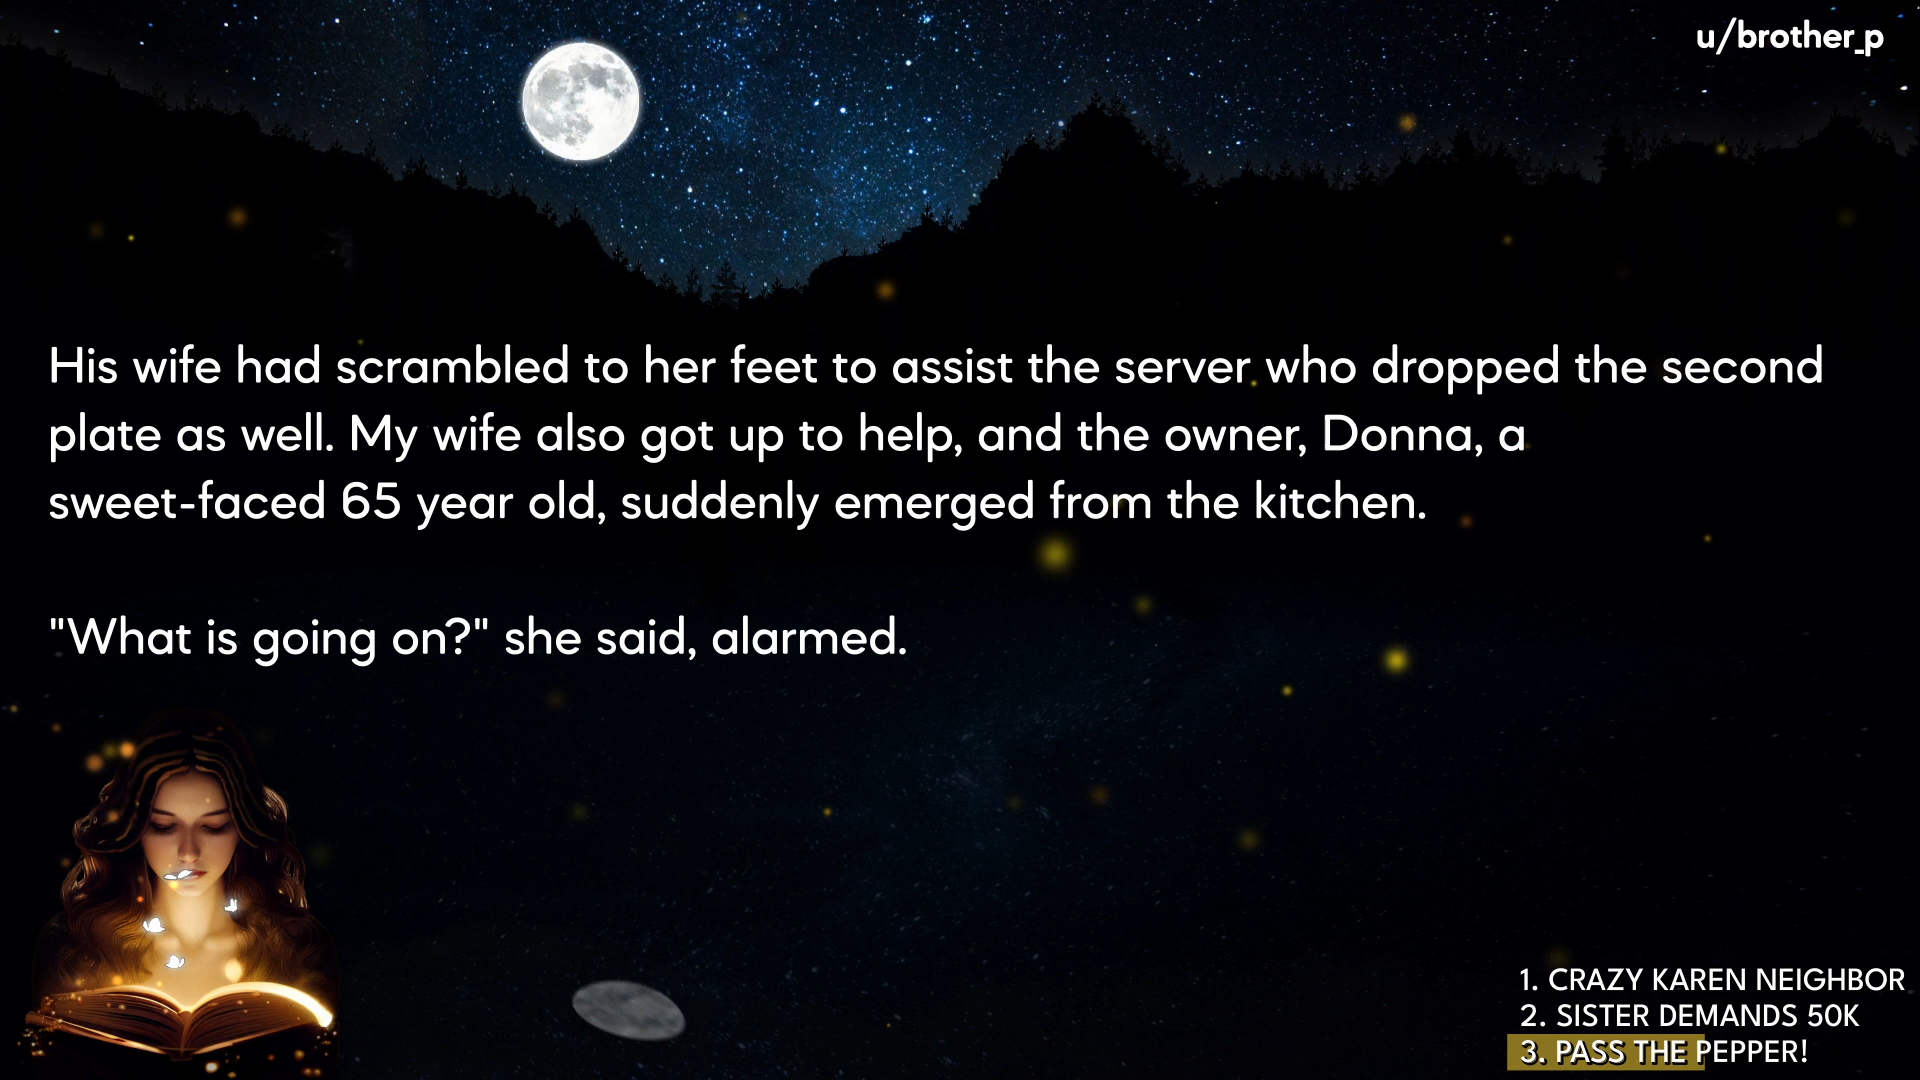 u/brother_p
His wife had scrambled to her feet to assist the server who dropped the second
plate as well. My wife also got up to help, and the owner, Donna, a
sweet-faced 65 year old, suddenly emerged from the kitchen.
"What is going on?" she said, alarmed.
1. CRAZY KAREN NEIGHBOR
2. SISTER DEMANDS 50K
3. PASS THE PEPPER!